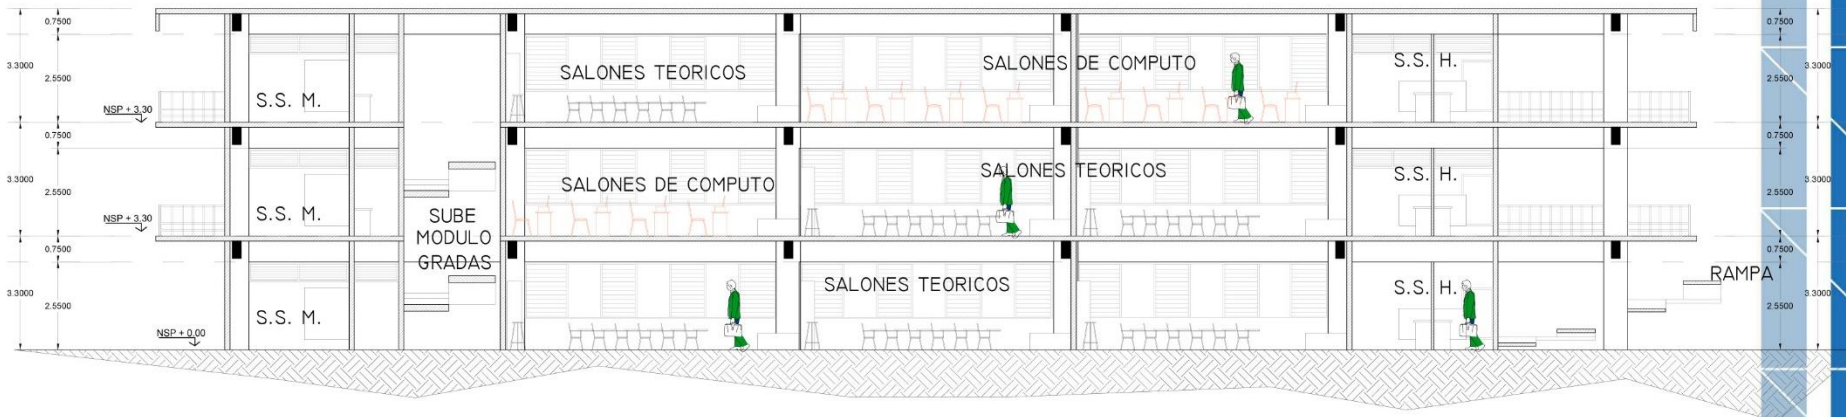 0.7500
0.7500
3.3000
2.5500
SALONES TEORICOS
SALONES DE COMPUTO
S.S. H.
2.5500
3.3000
S.S. M.
NSP + 3,30
0.7500
0.7500
3.3000
2.5500
SALONES DE COMPUTO
SALONES TEORICOS
S.S. H.
2.5500
3.3000
S.S. M.
NSP + 3,30
SUBE
MODULO
GRADAS
0.7500
0.7500
3.3000
2.5500
SALONES TEORICOS
S.S. H.
RAMPA
2.5500
3.3000
S.S. M.
NSP + 0,00